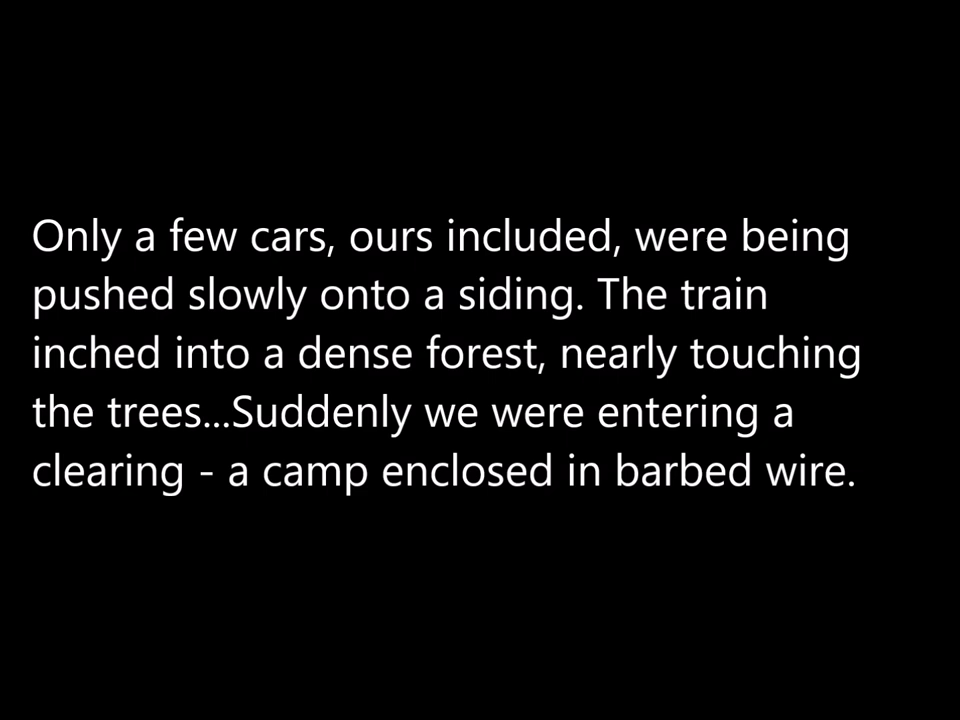 Only a few cars, ours included, were being
pushed slowly onto a siding. The train
inched into a dense forest, nearly touching
the trees...Suddenly we were entering a
clearing - a camp enclosed in barbed wire.